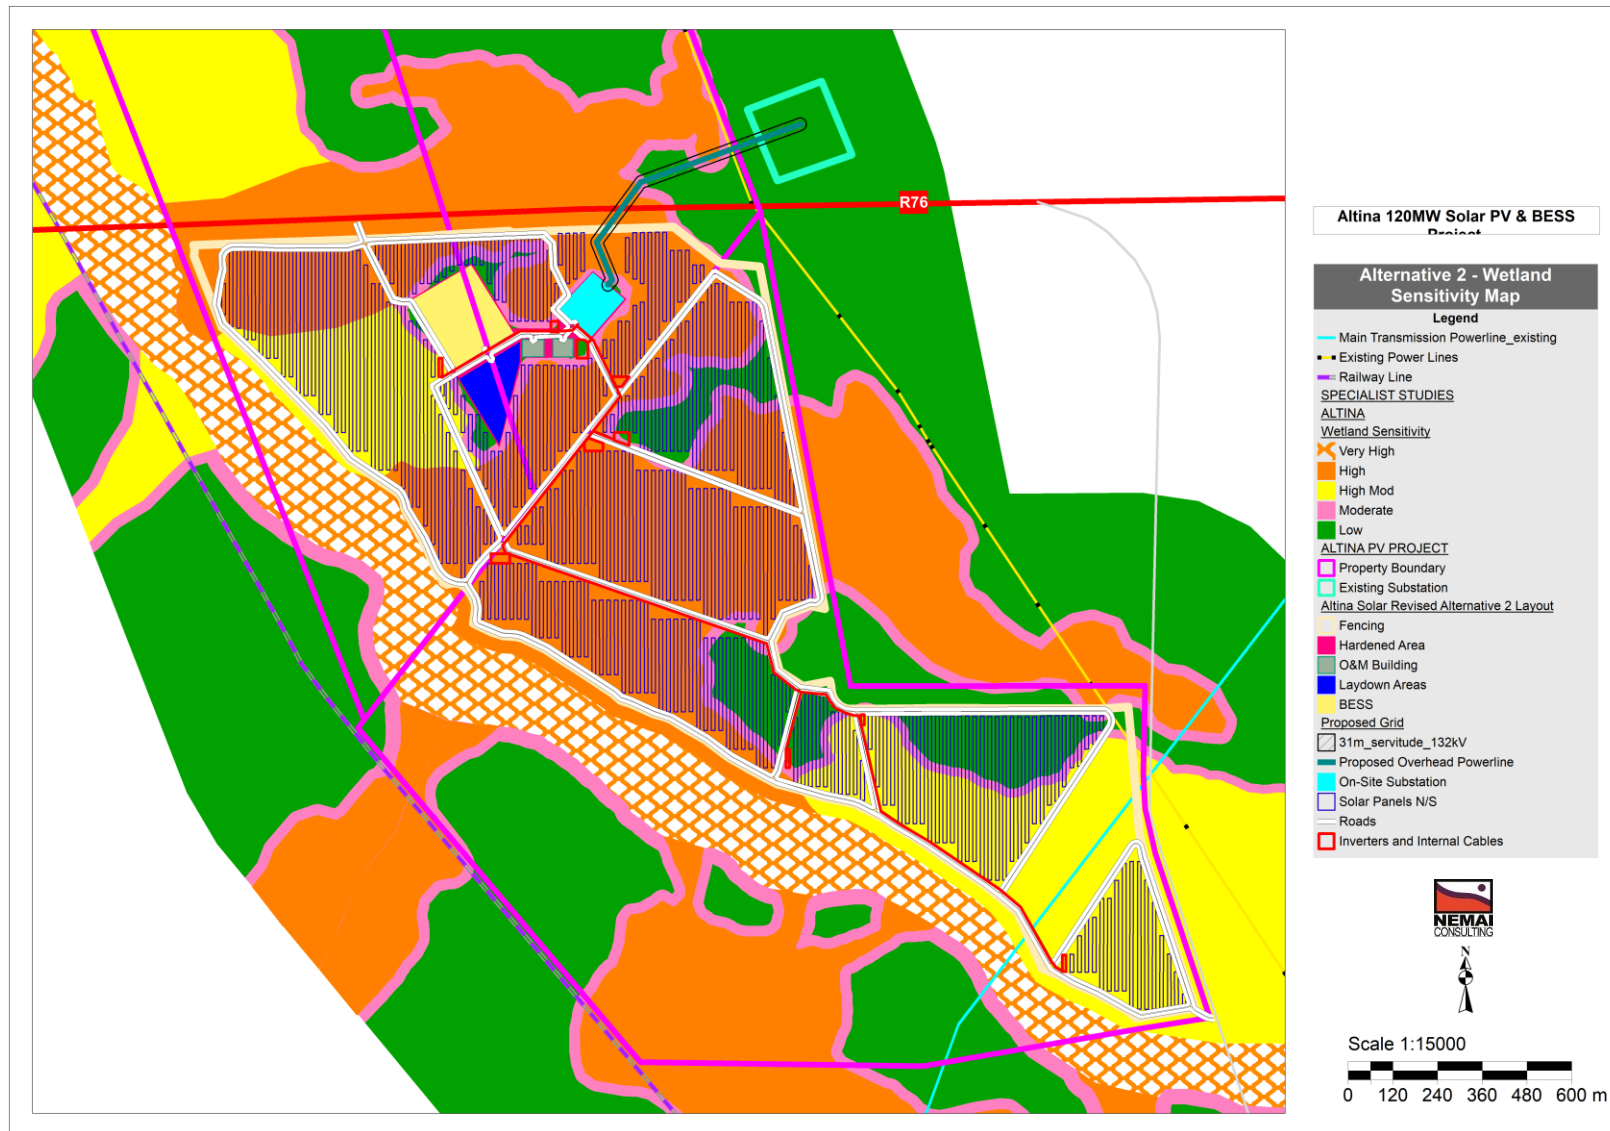 R76
Altina 120MW Solar PV & BESS
Project
Alternative 2 - Wetland
Sensitivity Map
Legend
Main Transmission Powerline_existing
Existing Power Lines
Railway Line
SPECIALIST STUDIES
ALTINA
Wetland Sensitivity
Very High
High
High Mod
Moderate
Low
ALTINA PV PROJECT
Property Boundary
Existing Substation
Altina Solar Revised Alternative 2 Layout
Fencing
Hardened Area
O&M Building
Laydown Areas
BESS
Proposed Grid
31m_servitude_132kV
Proposed Overhead Powerline
On-Site Substation
Solar Panels N/S
Roads
Inverters and Internal Cables
NEMAI
CONSULTING
N
Scale 1:15000
0 120 240 360 480 600 m